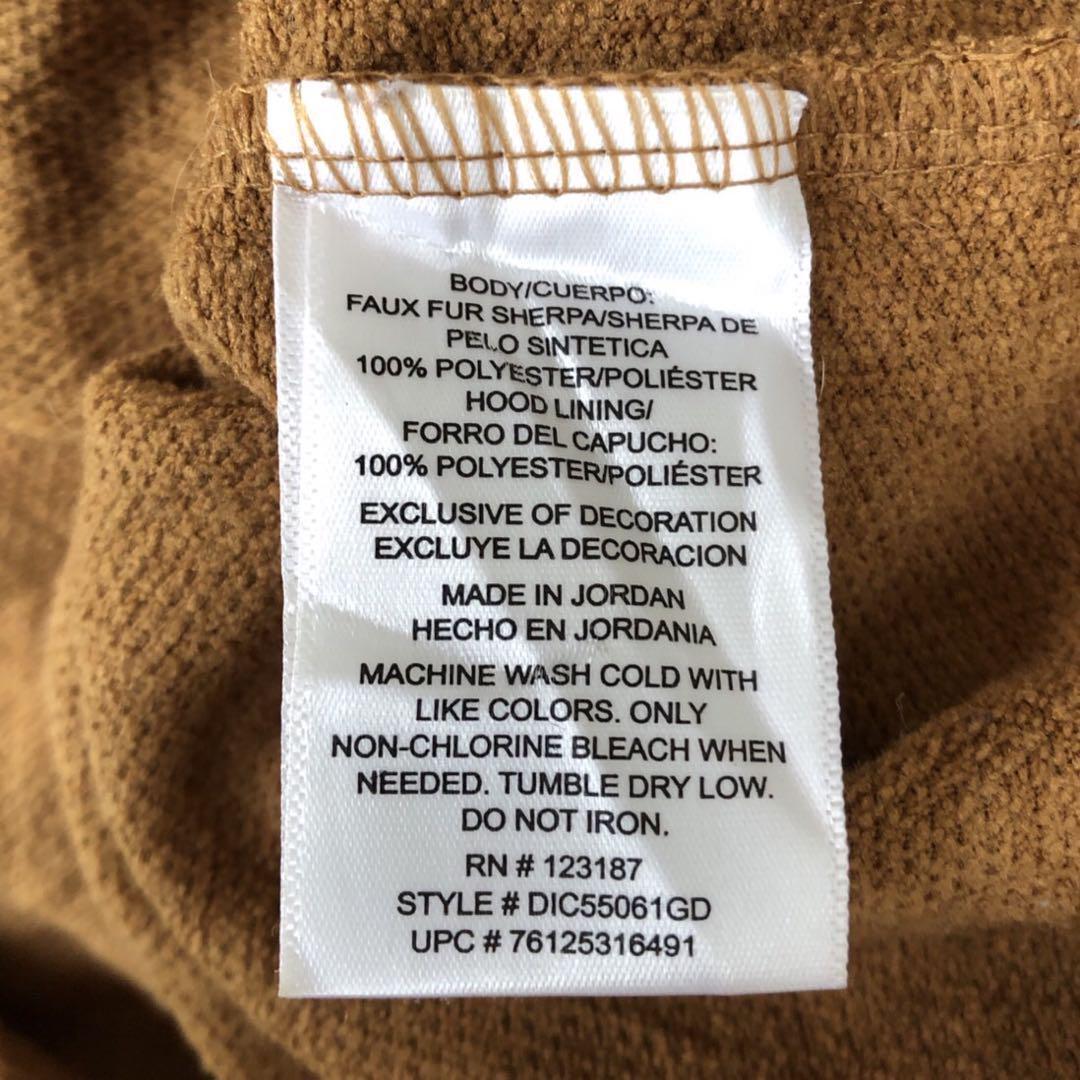 BODY/CUERPO:
FAUX FUR SHERPA/SHERPA DE
PELO SINTETICA
100% POLYESTER/POLIÉSTER
HOOD LINING/
FORRO DEL CAPUCHO:
100% POLYESTER/POLIÉSTER
EXCLUSIVE OF DECORATION
EXCLUYE LA DECORACION
MADE IN JORDAN
HECHO EN JORDANIA
MACHINE WASH COLD WITH
LIKE COLORS. ONLY
NON-CHLORINE BLEACH WHEN
NEEDED. TUMBLE DRY LOW.
DO NOT IRON.
RN # 123187
STYLE # DIC55061GD
UPC # 76125316491